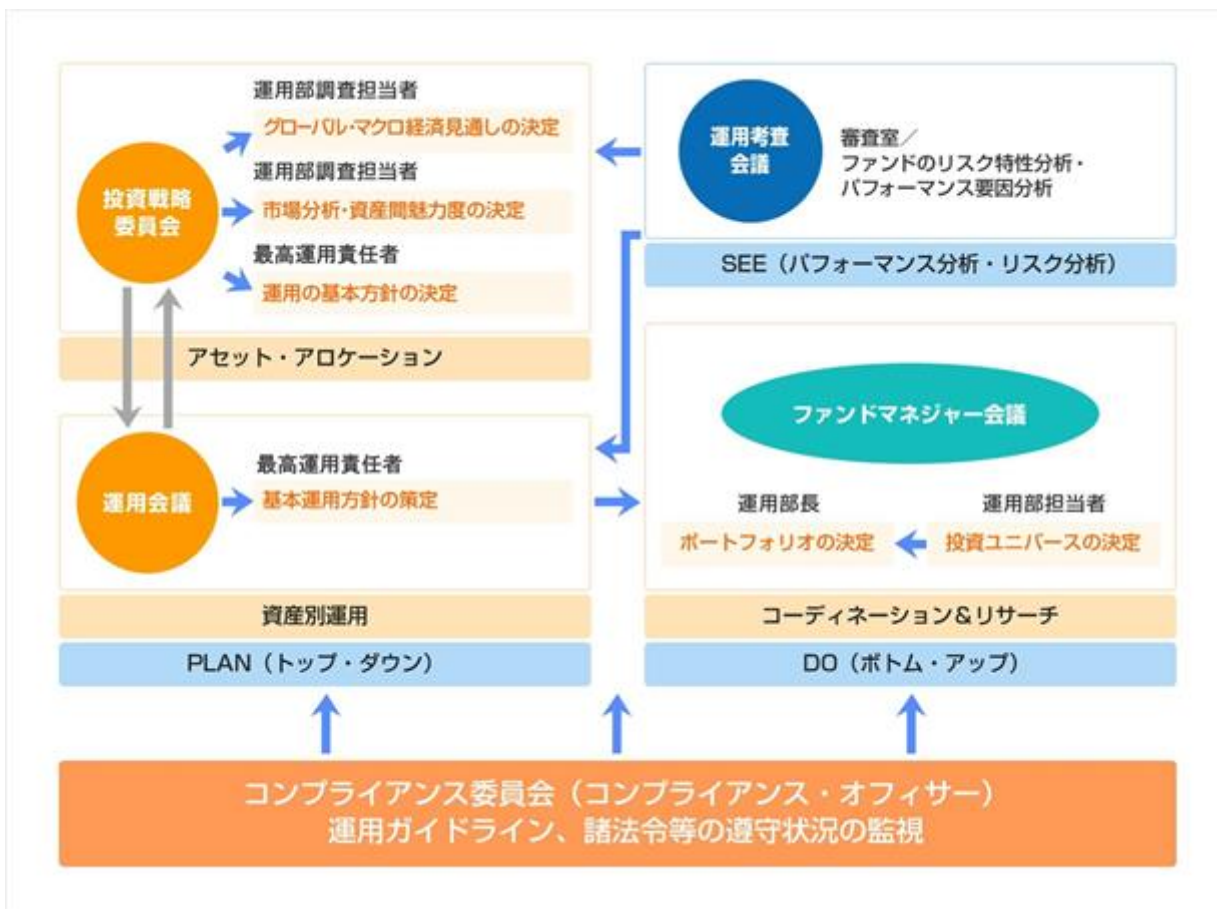 運用部調査担当者
グローバル・マクロ経済見通しの決定
投資戦略
委員会
運用部調査担当者
市場分析・資産間魅力度の決定
最高運用責任者
運用の基本方針の決定
アセット・アロケーション
運用考査
会議
審査室／
ファンドのリスク特性分析・
パフォーマンス要因分析
SEE（パフォーマンス分析・リスク分析）
運用会議
最高運用責任者
基本運用方針の策定
資産別運用
PLAN（トップ・ダウン）
ファンドマネジャー会議
運用部長
ポートフォリオの決定
運用部担当者
投資ユニバースの決定
コーディネーション＆リサーチ
DO（ボトム・アップ）
コンプライアンス委員会（コンプライアンス・オフィサー）
運用ガイドライン、諸法令等の遵守状況の監視